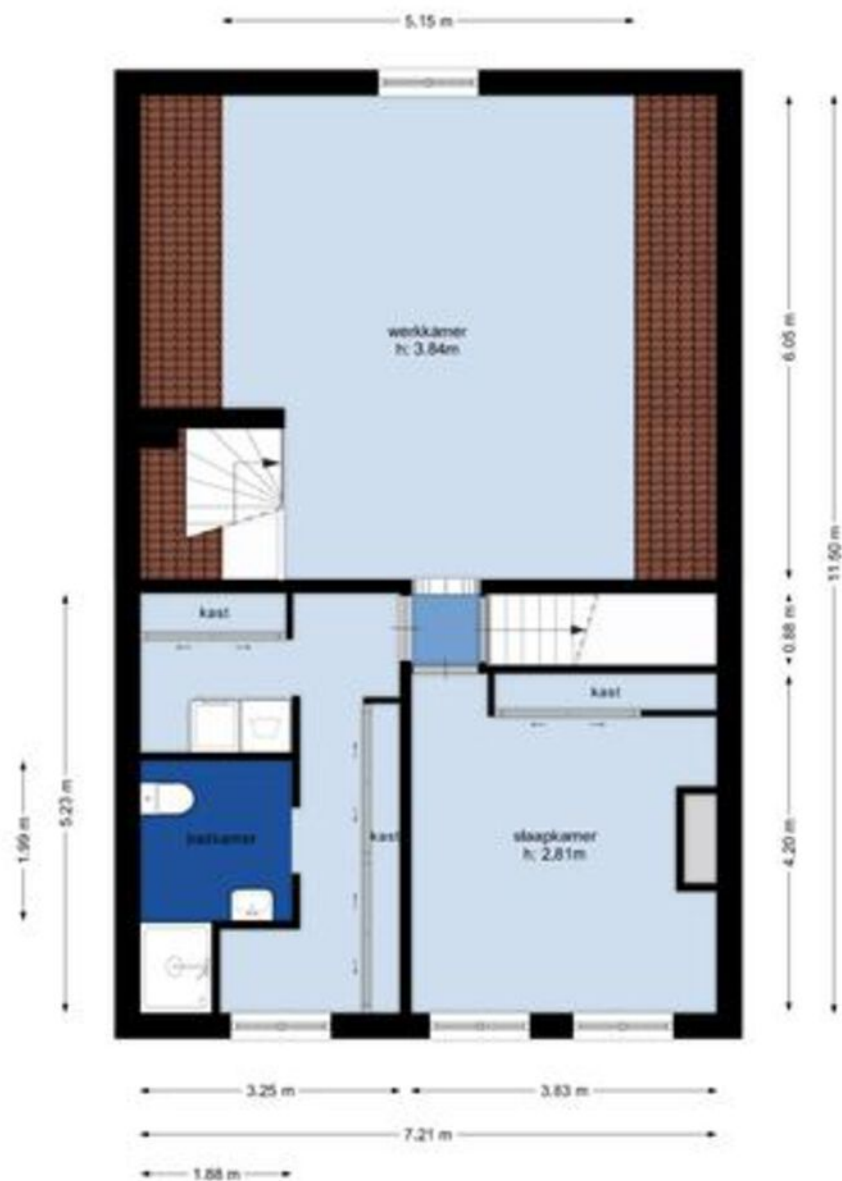 5.15 m
werkkamer
h: 3.84m
6.05 m
11.60 m
0.88 m
kast
kast
5.23 m
1.99 m
badkamer
kast
slaapkamer
h: 2.81m
4.20 m
3.25 m
3.83 m
7.21 m
1.88 m